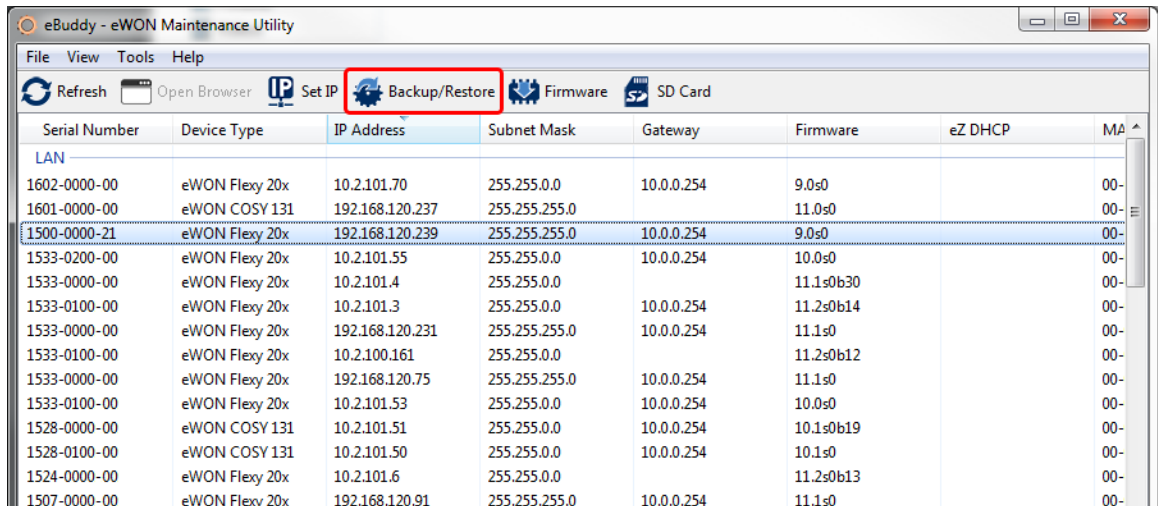 eBuddy - eWON Maintenance Utility
File View Tools Help
Refresh Open Browser Set IP Backup/Restore Firmware SD Card
Serial Number Device Type IP Address Subnet Mask Gateway Firmware eZ DHCP MA
LAN
1602-0000-00 eWON Flexy 20x 10.2.101.70 255.255.0.0 10.0.0.254 9.0s0 00-
1601-0000-00 eWON COSY 131 192.168.120.237 255.255.255.0 11.0s0 00-
1500-0000-21 eWON Flexy 20x 192.168.120.239 255.255.255.0 10.0.0.254 9.0s0 00-
1533-0200-00 eWON Flexy 20x 10.2.101.55 255.255.0.0 10.0.0.254 10.0s0 00-
1533-0000-00 eWON Flexy 20x 10.2.101.4 255.255.0.0 11.1s0b30 00-
1533-0100-00 eWON Flexy 20x 10.2.101.3 255.255.0.0 10.0.0.254 11.2s0b14 00-
1533-0000-00 eWON Flexy 20x 192.168.120.231 255.255.255.0 10.0.0.254 11.1s0 00-
1533-0100-00 eWON Flexy 20x 10.2.100.161 255.255.0.0 11.2s0b12 00-
1533-0000-00 eWON Flexy 20x 192.168.120.75 255.255.255.0 10.0.0.254 11.1s0 00-
1533-0100-00 eWON Flexy 20x 10.2.101.53 255.255.0.0 10.0.0.254 10.0s0 00-
1528-0000-00 eWON COSY 131 10.2.101.51 255.255.0.0 10.0.0.254 10.1s0b19 00-
1528-0100-00 eWON COSY 131 10.2.101.50 255.255.0.0 10.0.0.254 10.1s0 00-
1524-0000-00 eWON Flexy 20x 10.2.101.6 255.255.0.0 11.2s0b13 00-
1507-0000-00 eWON Flexy 20x 192.168.120.91 255.255.255.0 10.0.0.254 11.1s0 00-